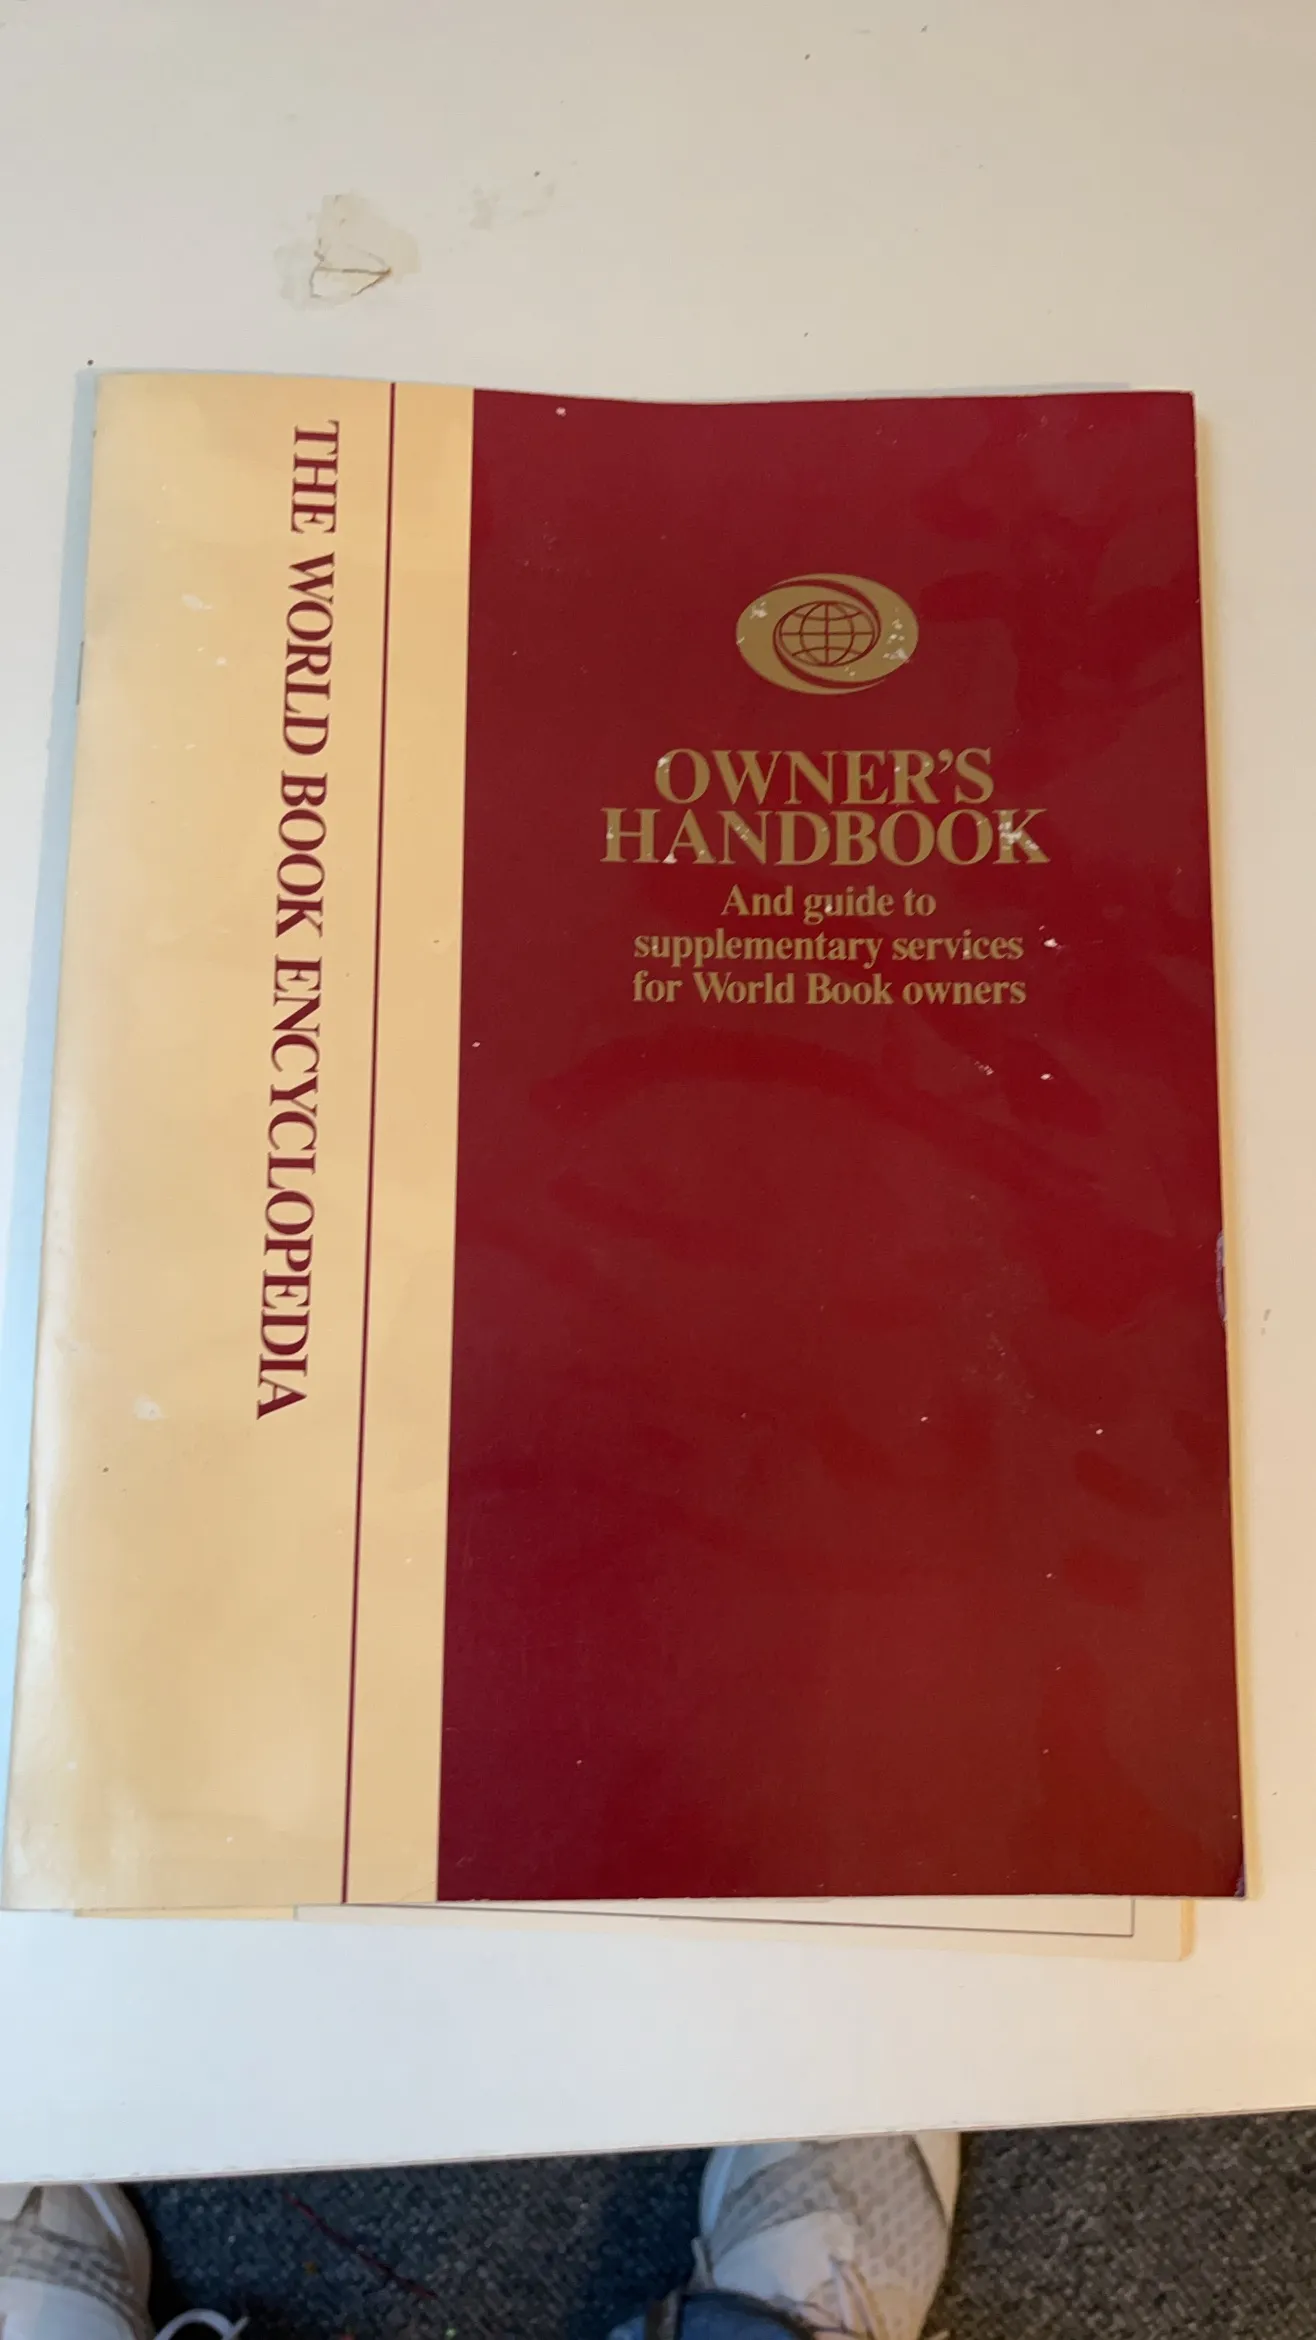 THE WORLD BOOK ENCYCLOPEDIA
OWNER'S
HANDBOOK
And guide to
supplementary services
for World Book owners